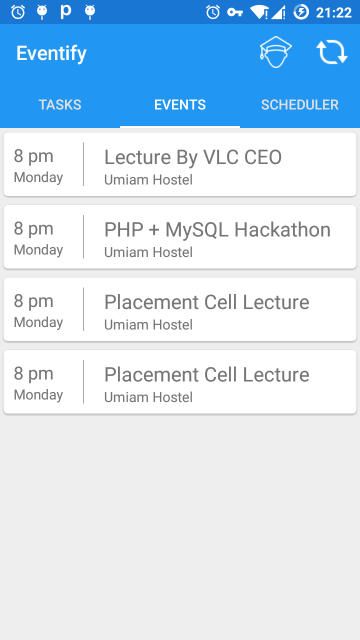 21:22
Eventify
TASKS EVENTS SCHEDULER
8 pm Lecture By VLC CEO
Monday Umiam Hostel
8 pm PHP + MySQL Hackathon
Monday Umiam Hostel
8 pm Placement Cell Lecture
Monday Umiam Hostel
8 pm Placement Cell Lecture
Monday Umiam Hostel